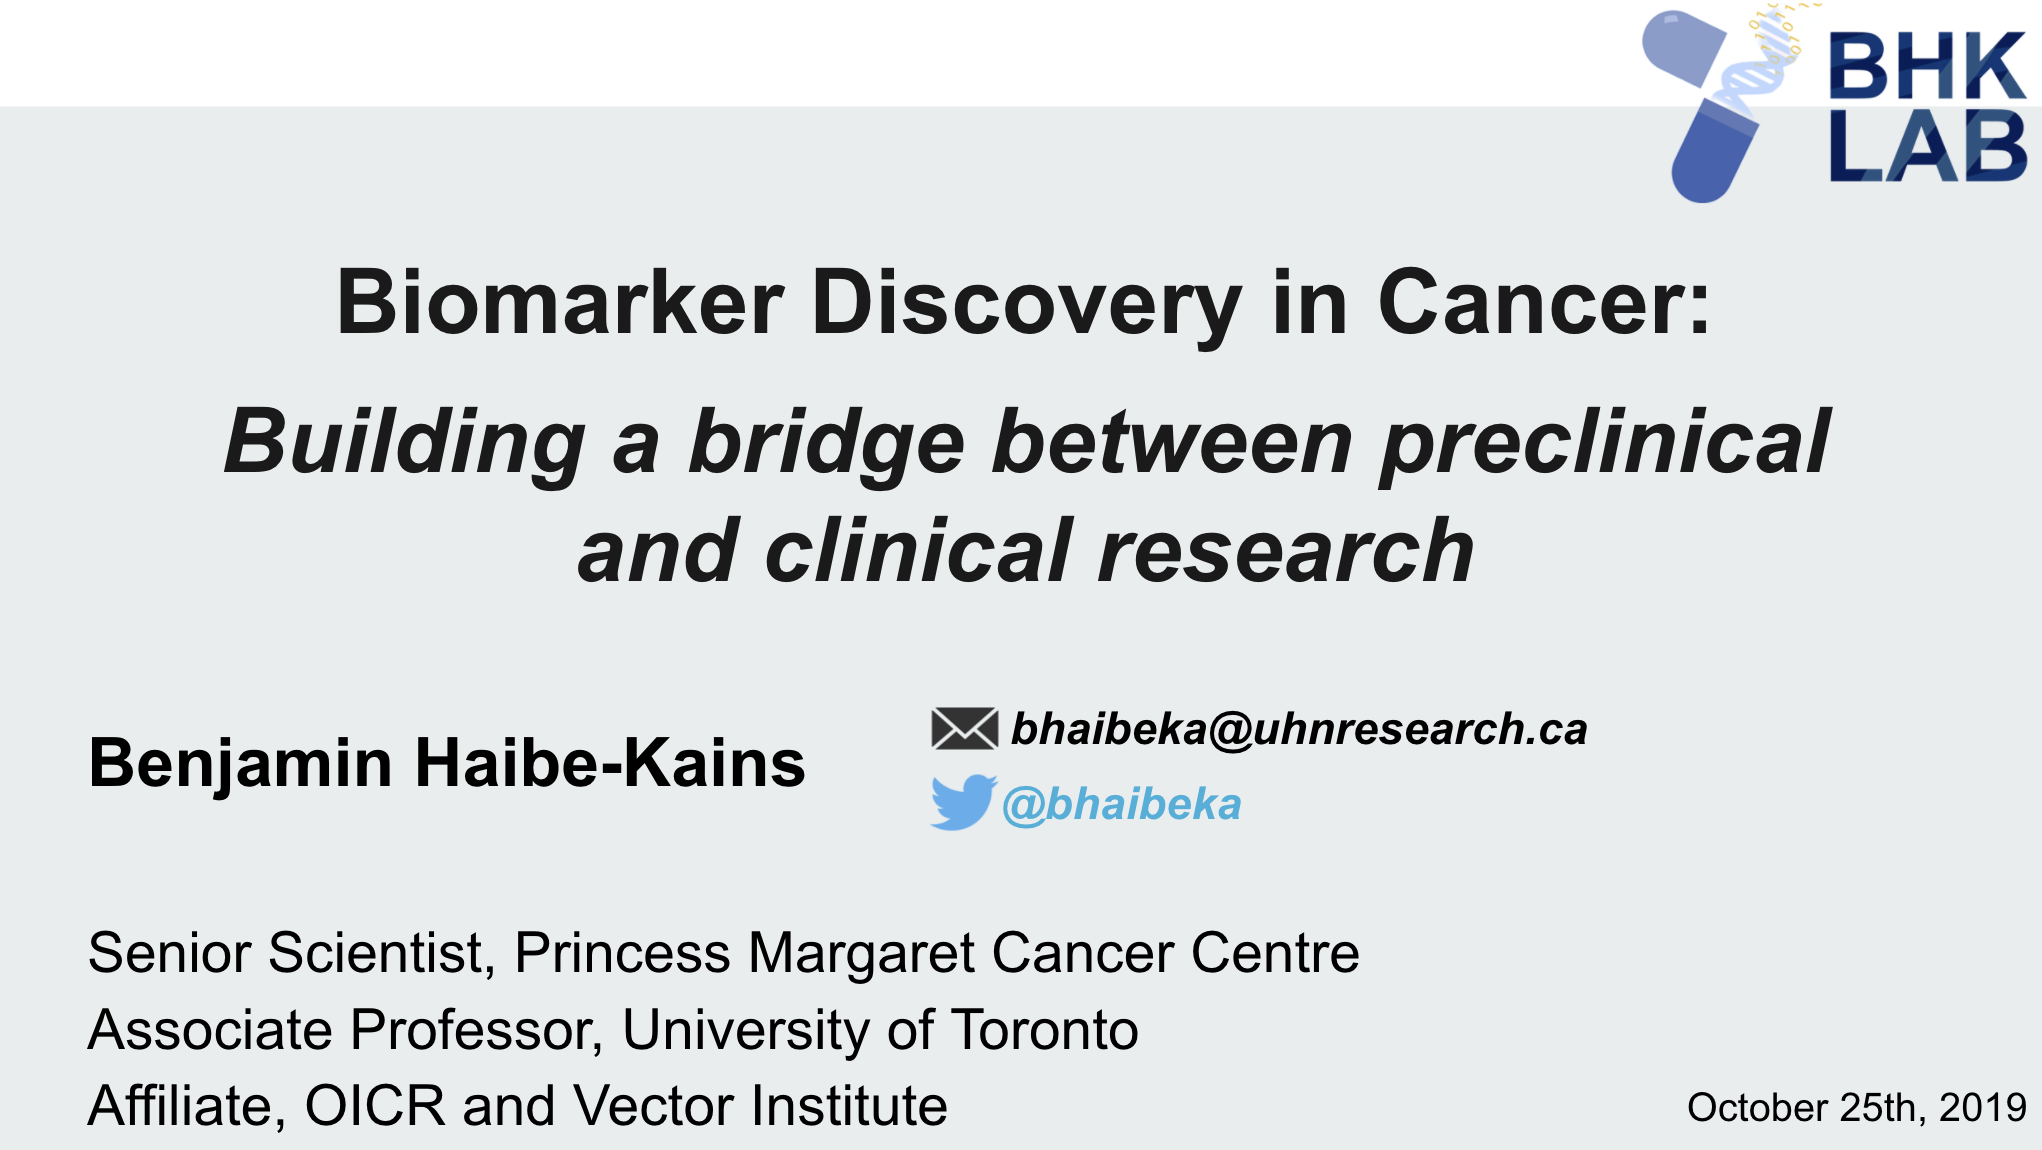 BHK
LAB
Biomarker Discovery in Cancer:
Building a bridge between preclinical
and clinical research
Benjamin Haibe-Kains
bhaibeka@uhnresearch.ca
@bhaibeka
Senior Scientist, Princess Margaret Cancer Centre
Associate Professor, University of Toronto
Affiliate, OICR and Vector Institute
October 25th, 2019